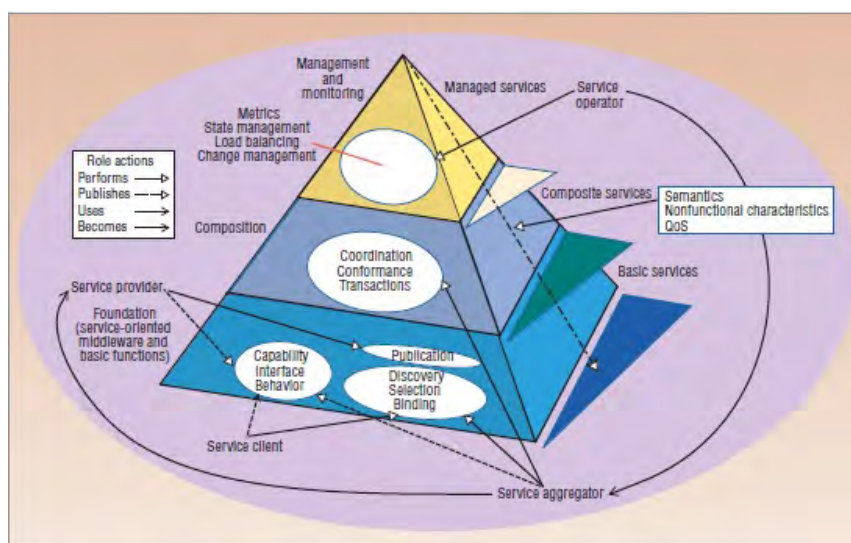 Management
and
monitoring
Managed services
Service
operator
Metrics
State management
Load balancing
Change management
Role actions
Performs
Publishes
Uses
Becomes
Composite services
Semantics
Nonfunctional characteristics
QoS
Composition
Coordination
Conformance
Transactions
Basic services
Service provider
Foundation
(service-oriented
middleware and
basic functions)
Publication
Capability
Interface
Behavior
Discovery
Selection
Binding
Service client
Service aggregator